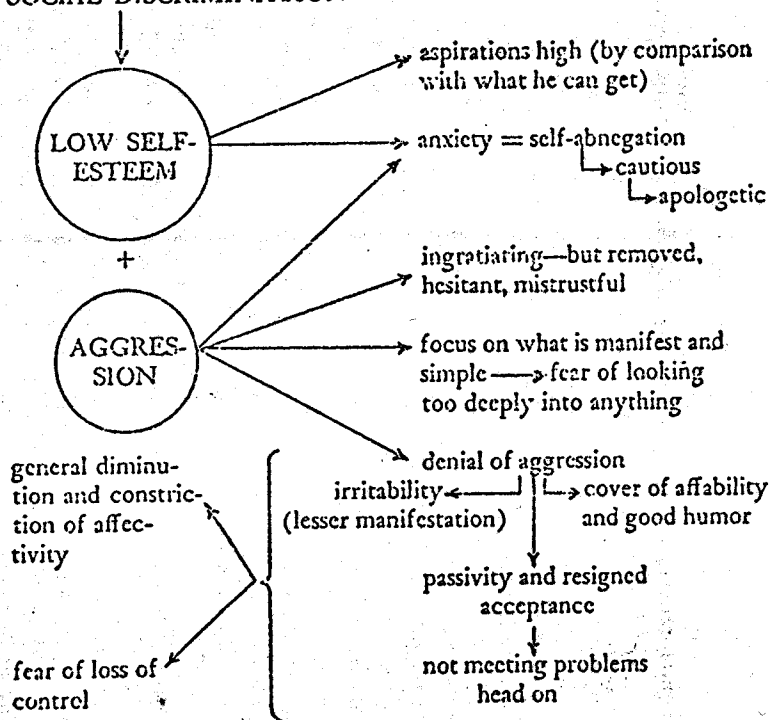 aspirations high (by comparison
with what he can get)
LOW SELF-
ESTEEM
anxiety = self-abnegation
cautious
apologetic
+
ingratiating—but removed,
hesitant, mistrustful
AGGRES-
SION
focus on what is manifest and
simple → fear of looking
too deeply into anything
denial of aggression
irritability
(lesser manifestation)
cover of affability
and good humor
passivity and resigned
acceptance
not meeting problems
head on
general diminu-
tion and constric-
tion of affec-
tivity
fear of loss of
control